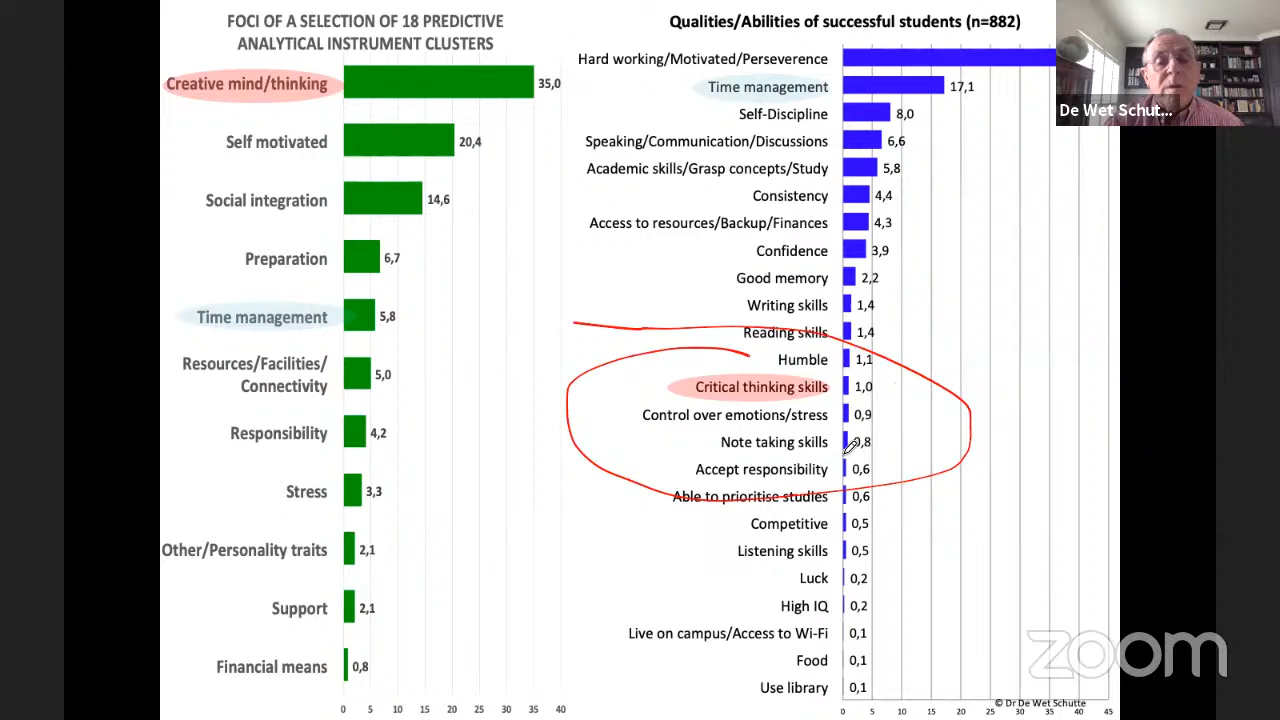 FOCI OF A SELECTION OF 18 PREDICTIVE
ANALYTICAL INSTRUMENT CLUSTERS
Creative mind/thinking 35,0
Self motivated 20,4
Social integration 14,6
Preparation 6,7
Time management 5,8
Resources/Facilities/
Connectivity 5,0
Responsibility 4,2
Stress 3,3
Other/Personality traits 2,1
Support 2,1
Financial means 0,8
0 5 10 15 20 25 30 35 40
Qualities/Abilities of successful students (n=882)
Hard working/Motivated/Perseverence
Time management 17,1
Self-Discipline 8,0
Speaking/Communication/Discussions 6,6
Academic skills/Grasp concepts/Study 5,8
Consistency 4,4
Access to resources/Backup/Finances 4,3
Confidence 3,9
Good memory 2,2
Writing skills 1,4
Reading skills 1,4
Humble 1,1
Critical thinking skills 1,0
Control over emotions/stress 0,9
Note taking skills 0,8
Accept responsibility 0,6
Able to prioritise studies 0,6
Competitive 0,5
Listening skills 0,5
Luck 0,2
High IQ 0,2
Live on campus/Access to Wi-Fi 0,1
Food 0,1
Use library 0,1
© Dr De Wet Schutte
0 5 10 15 20 25 30 35 40 45
De Wet Schut...
zoom